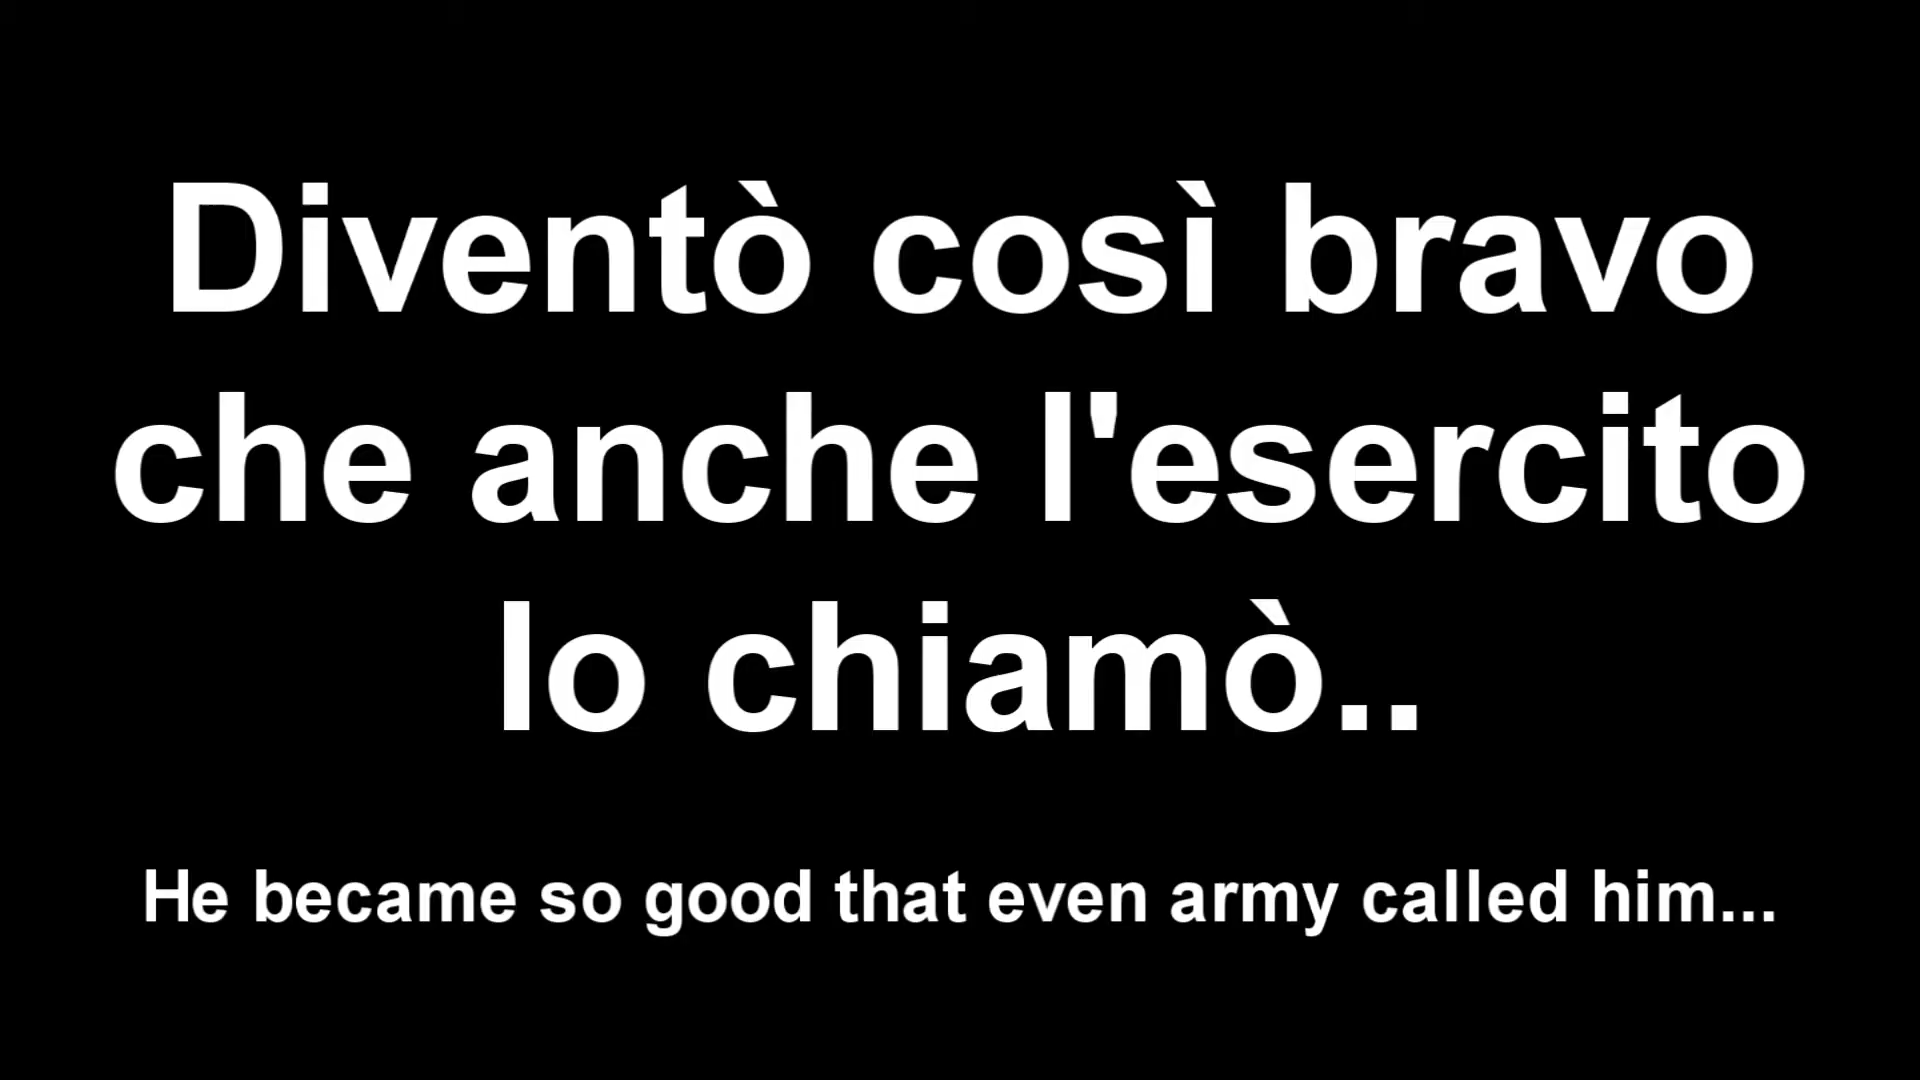 Diventò così bravo
che anche l'esercito
lo chiamò..
He became so good that even army called him...